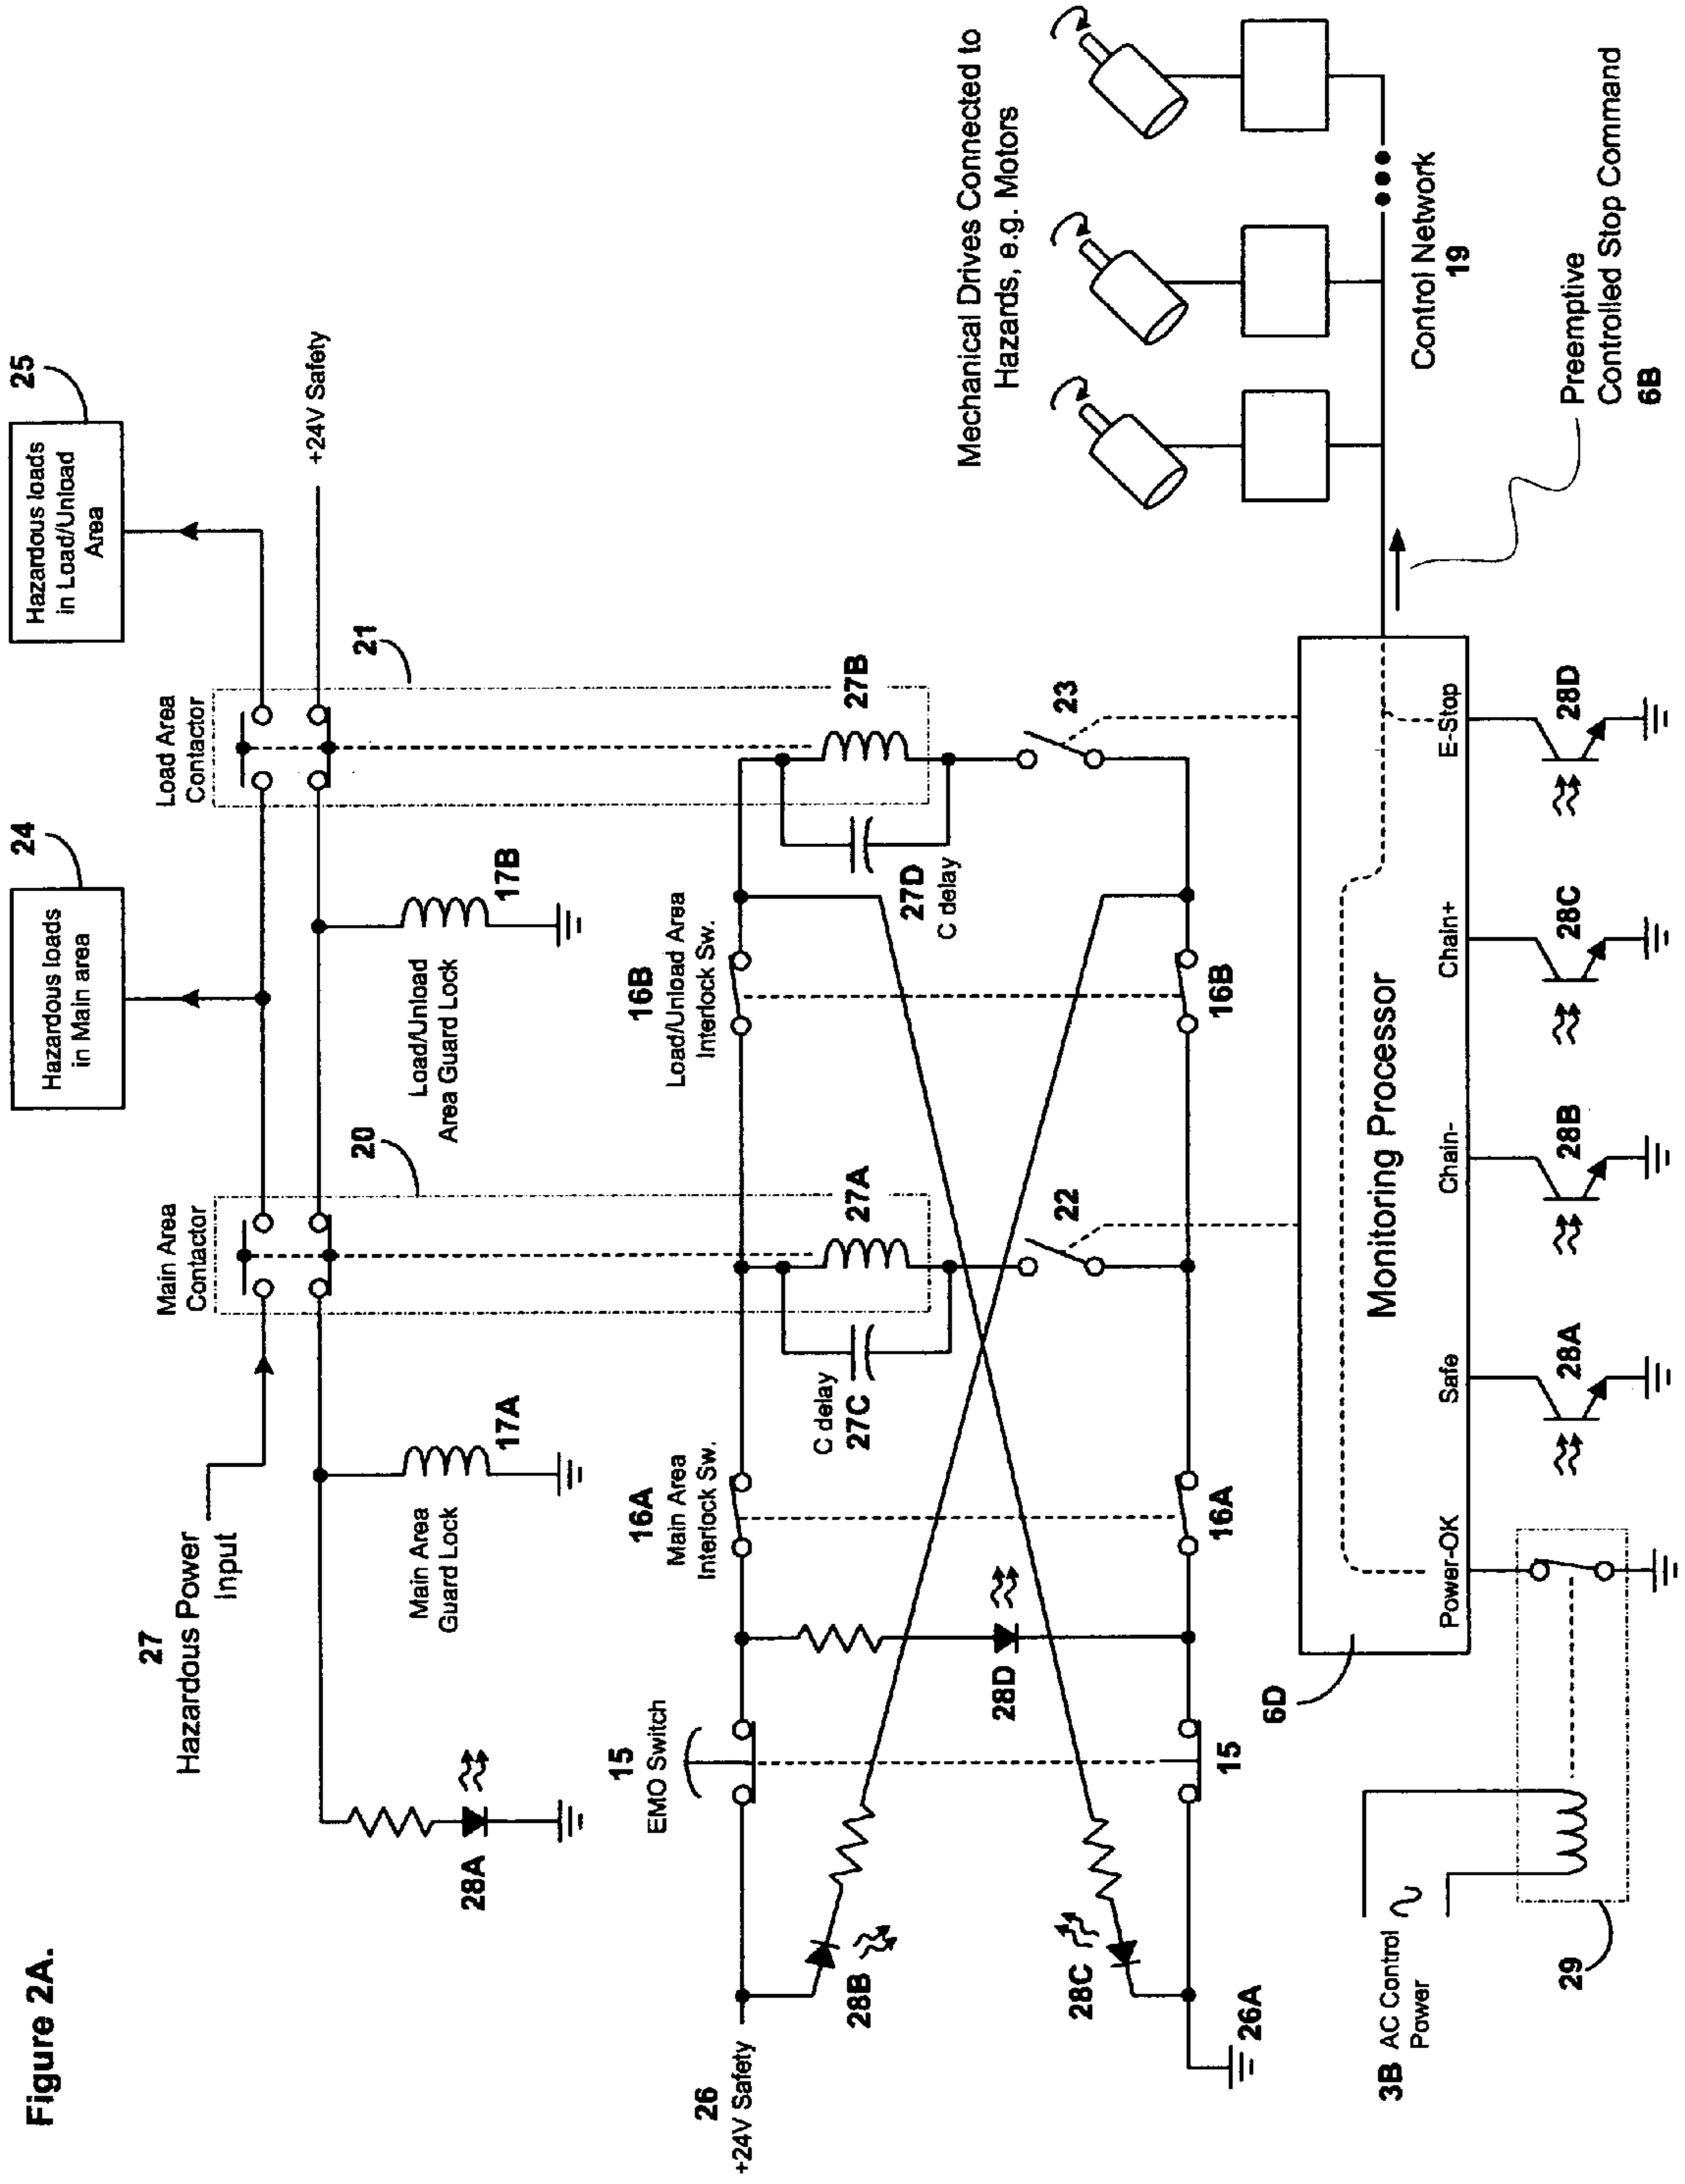 Figure 2A.
24
Hazardous loads
in Main area
25
Hazardous loads
in Load/Unload
Area
27
Hazardous Power
Input
Main Area
Contactor
Load Area
Contactor
+24V Safety
20
21
28A
Main Area
Guard Lock
17A
Load/Unload
Area Guard Lock
17B
26
+24V Safety
15
EMO Switch
16A
Main Area
Interlock Sw.
16B
Load/Unload Area
Interlock Sw.
C delay
27C
27A
27D
C delay
27B
28B
28C
28D
22
23
26A
15
16A
16B
Mechanical Drives Connected to
Hazards, e.g. Motors
Control Network
19
Preemptive
Controlled Stop Command
6B
6D
Monitoring Processor
Power-OK
Safe
Chain-
Chain+
E-Stop
28A
28B
28C
28D
3B AC Control
Power
29